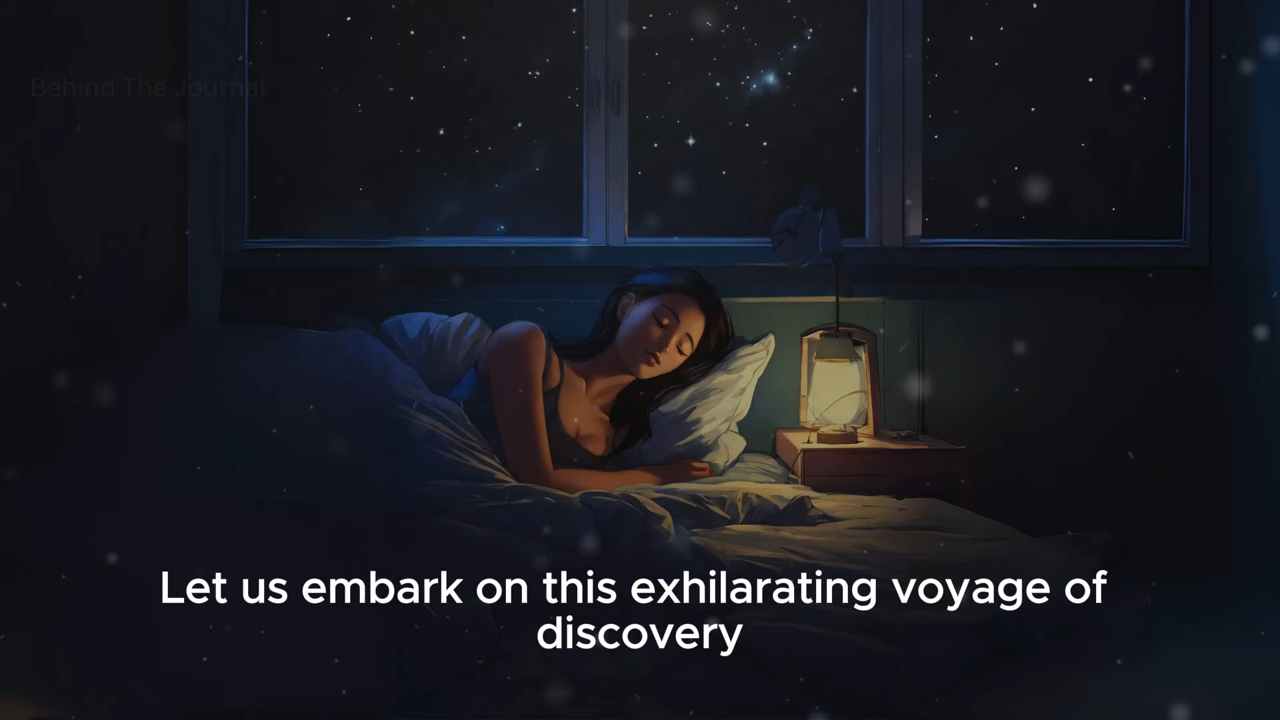 Behind The Journal
Let us embark on this exhilarating voyage of
discovery